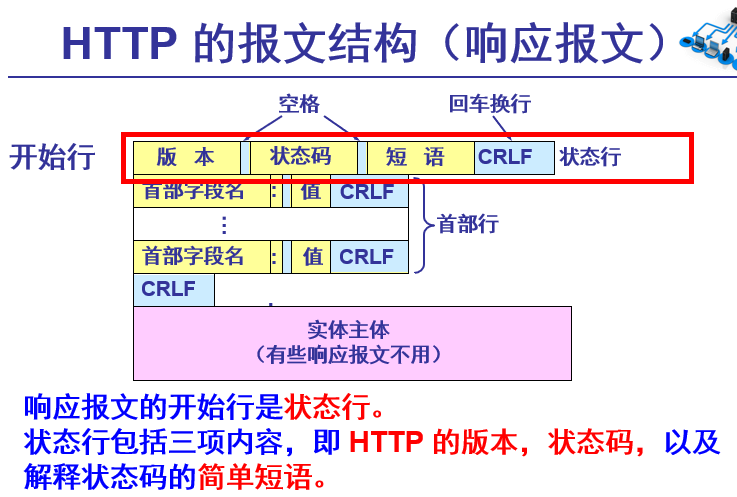 HTTP 的报文结构（响应报文）
空格
回车换行
开始行
版 本 状态码 短 语 CRLF 状态行
首部字段名 : 值 CRLF
⋮
首部行
首部字段名 : 值 CRLF
CRLF
实体主体
（有些响应报文不用）
响应报文的开始行是状态行。
状态行包括三项内容，即 HTTP 的版本，状态码，以及
解释状态码的简单短语。